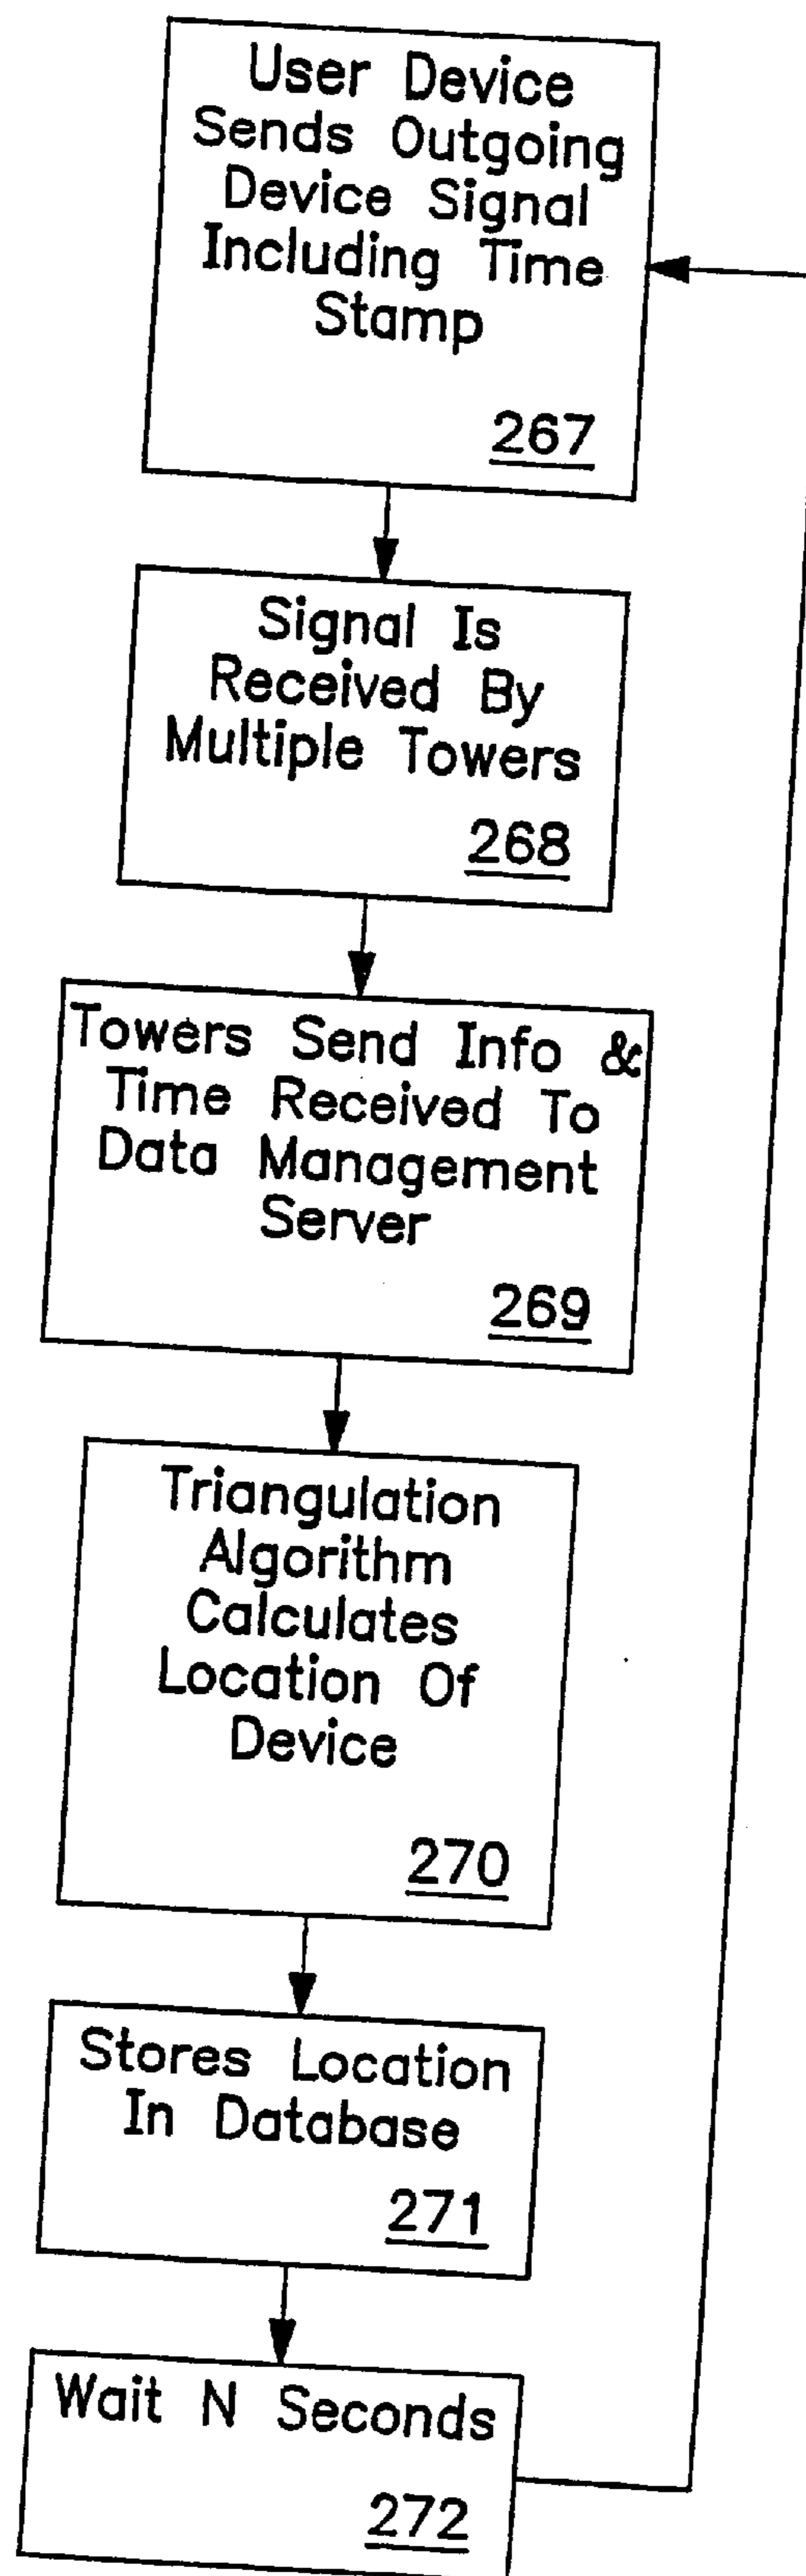 User Device
Sends Outgoing
Device Signal
Including Time
Stamp
267
Signal Is
Received By
Multiple Towers
268
Towers Send Info &
Time Received To
Data Management
Server
269
Triangulation
Algorithm
Calculates
Location Of
Device
270
Stores Location
In Database
271
Wait N Seconds
272